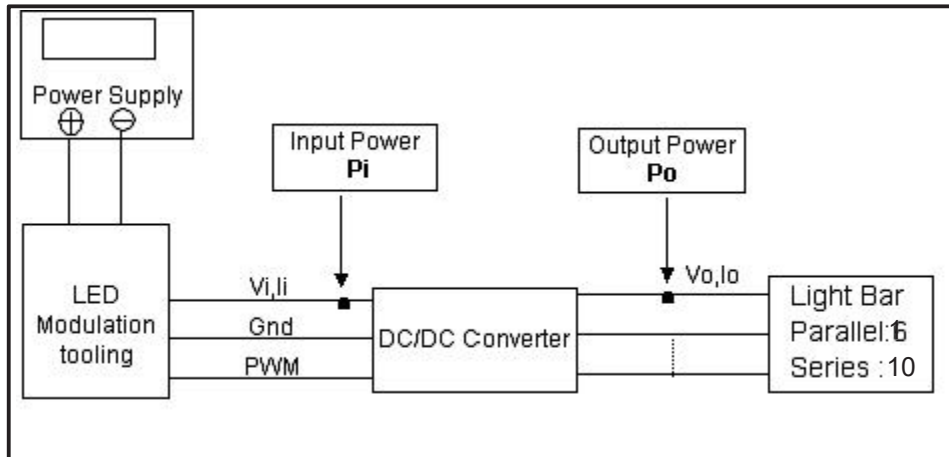 Power Supply
Input Power
Pi
Output Power
Po
LED
Modulation
tooling
Vi,Ii
Gnd
PWM
DC/DC Converter
Vo,Io
Light Bar
Parallel:6
Series :10